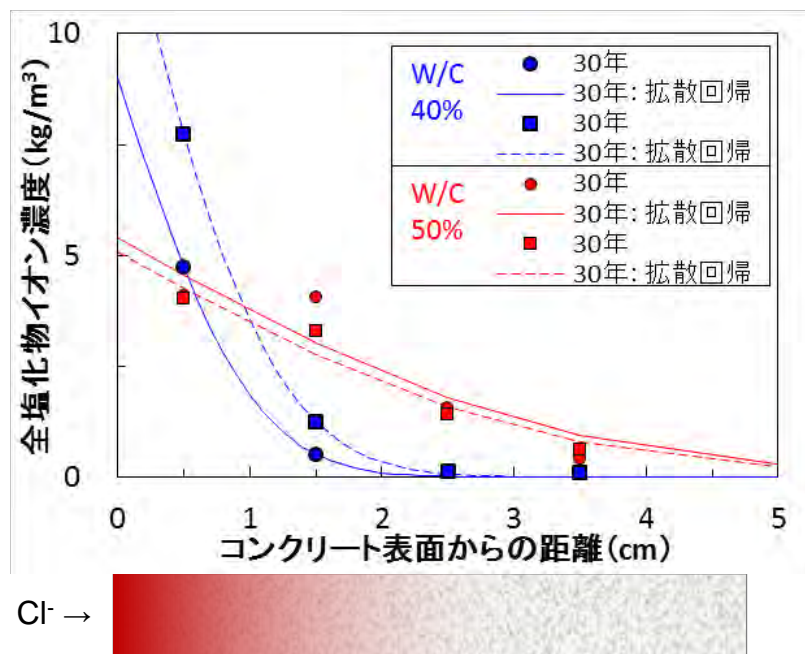 10
5
0
全塩化物イオン濃度(kg/m³)
W/C
40%
30年
30年: 拡散回帰
30年
30年: 拡散回帰
W/C
50%
30年
30年: 拡散回帰
30年
30年: 拡散回帰
0 1 2 3 4 5
コンクリート表面からの距離(cm)
Cl⁻ →